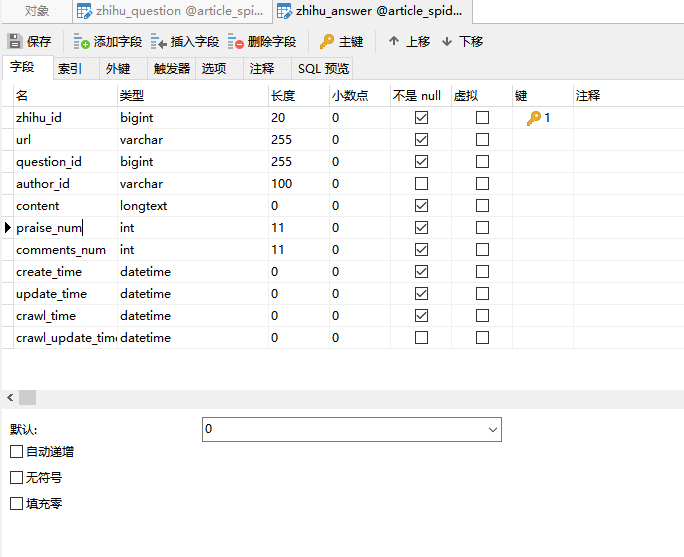 对象 zhihu_question @article_spi... zhihu_answer @article_spid...
保存 添加字段 插入字段 删除字段 主键 上移 下移
字段 索引 外键 触发器 选项 注释 SQL 预览
名 类型 长度 小数点 不是 null 虚拟 键 注释
zhihu_id bigint 20 0 1
url varchar 255 0
question_id bigint 255 0
author_id varchar 100 0
content longtext 0 0
praise_num int 11 0
comments_num int 11 0
create_time datetime 0 0
update_time datetime 0 0
crawl_time datetime 0 0
crawl_update_time datetime 0 0
默认: 0
自动递增
无符号
填充零